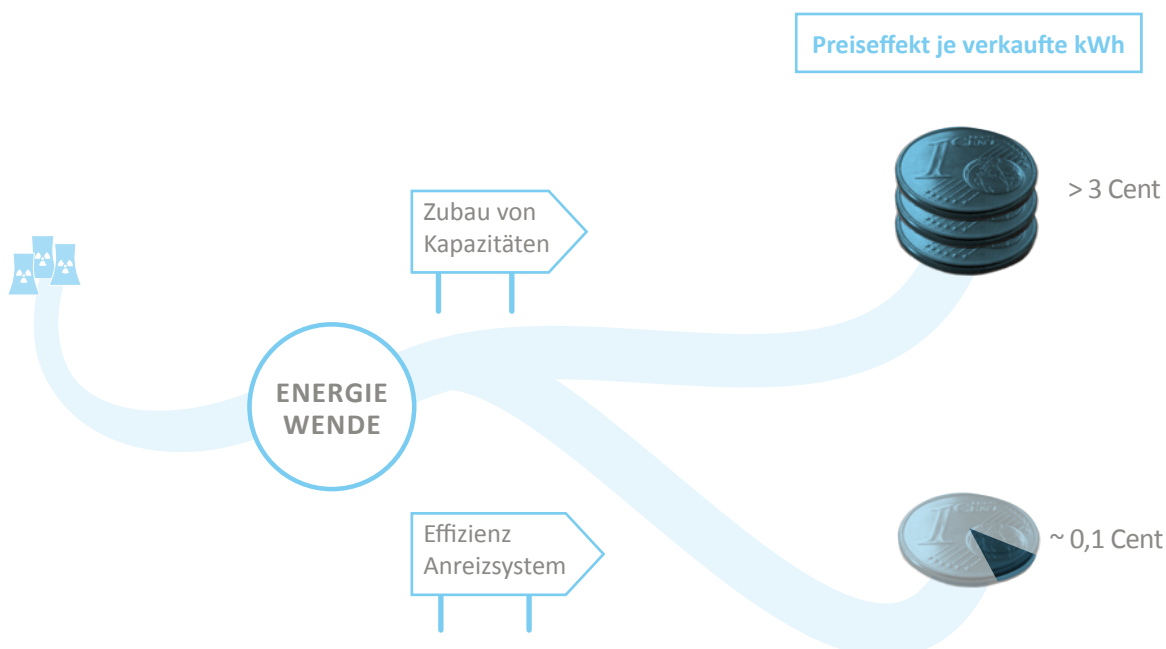 Preiseffekt je verkaufte kWh
> 3 Cent
Zubau von
Kapazitäten
ENERGIE
WENDE
Effizienz
Anreizsystem
~ 0,1 Cent